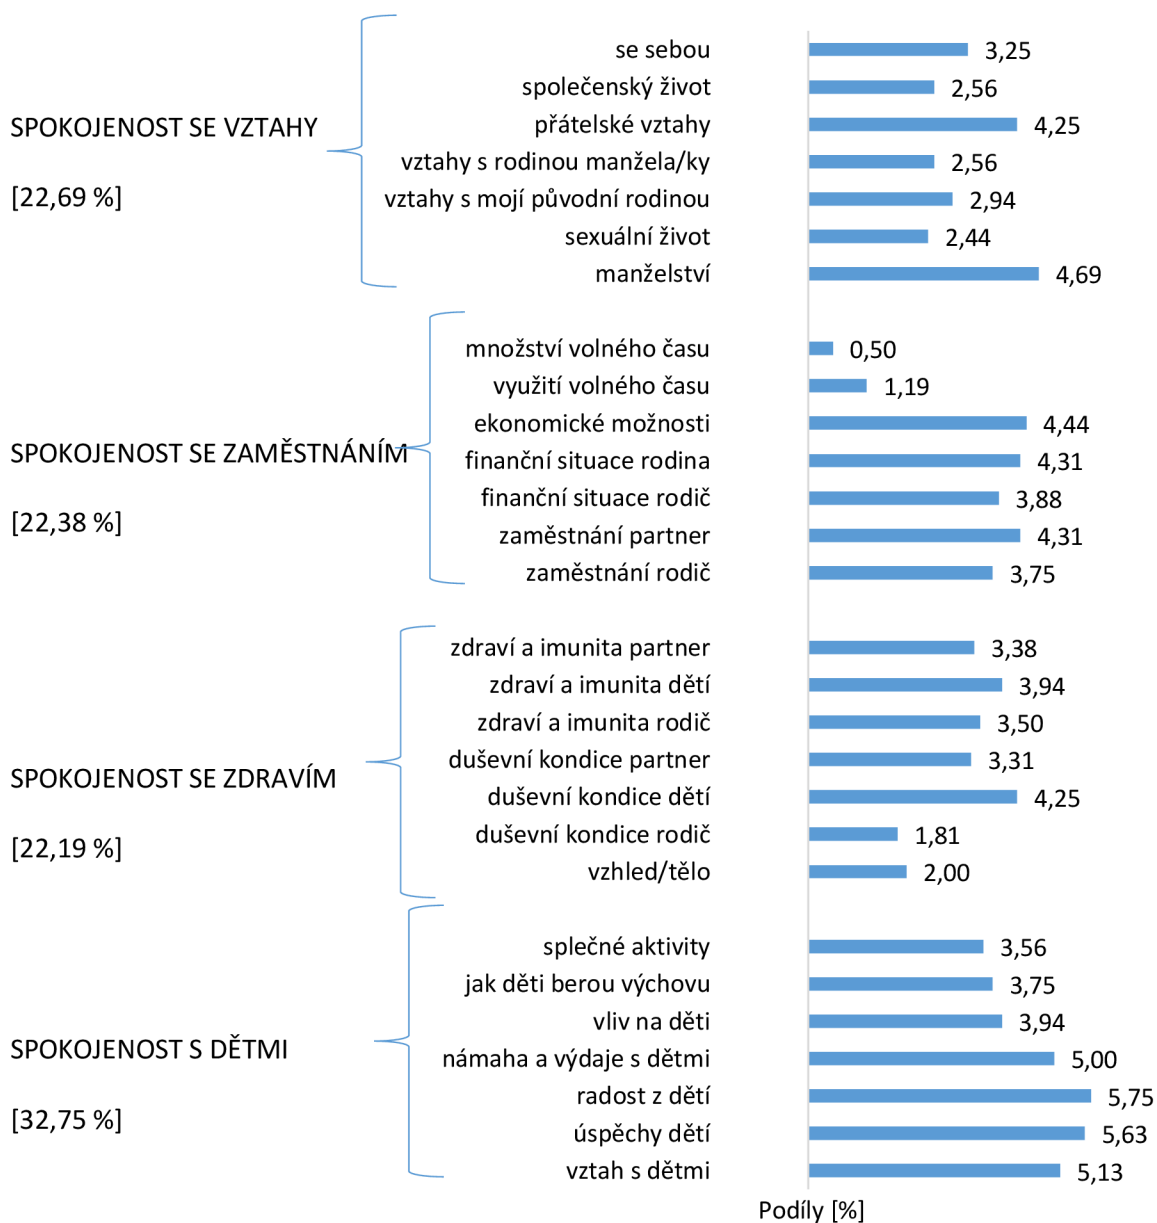 SPOKOJENOST SE VZTAHY
[22,69 %]
se sebou 3,25
společenský život 2,56
přátelské vztahy 4,25
vztahy s rodinou manžela/ky 2,56
vztahy s mojí původní rodinou 2,94
sexuální život 2,44
manželství 4,69
SPOKOJENOST SE ZAMĚSTNÁNÍM
[22,38 %]
množství volného času 0,50
využití volného času 1,19
ekonomické možnosti 4,44
finanční situace rodina 4,31
finanční situace rodič 3,88
zaměstnání partner 4,31
zaměstnání rodič 3,75
SPOKOJENOST SE ZDRAVÍM
[22,19 %]
zdraví a imunita partner 3,38
zdraví a imunita dětí 3,94
zdraví a imunita rodič 3,50
duševní kondice partner 3,31
duševní kondice dětí 4,25
duševní kondice rodič 1,81
vzhled/tělo 2,00
SPOKOJENOST S DĚTMI
[32,75 %]
splečné aktivity 3,56
jak děti berou výchovu 3,75
vliv na děti 3,94
námaha a výdaje s dětmi 5,00
radost z dětí 5,75
úspěchy dětí 5,63
vztah s dětmi 5,13
Podíly [%]